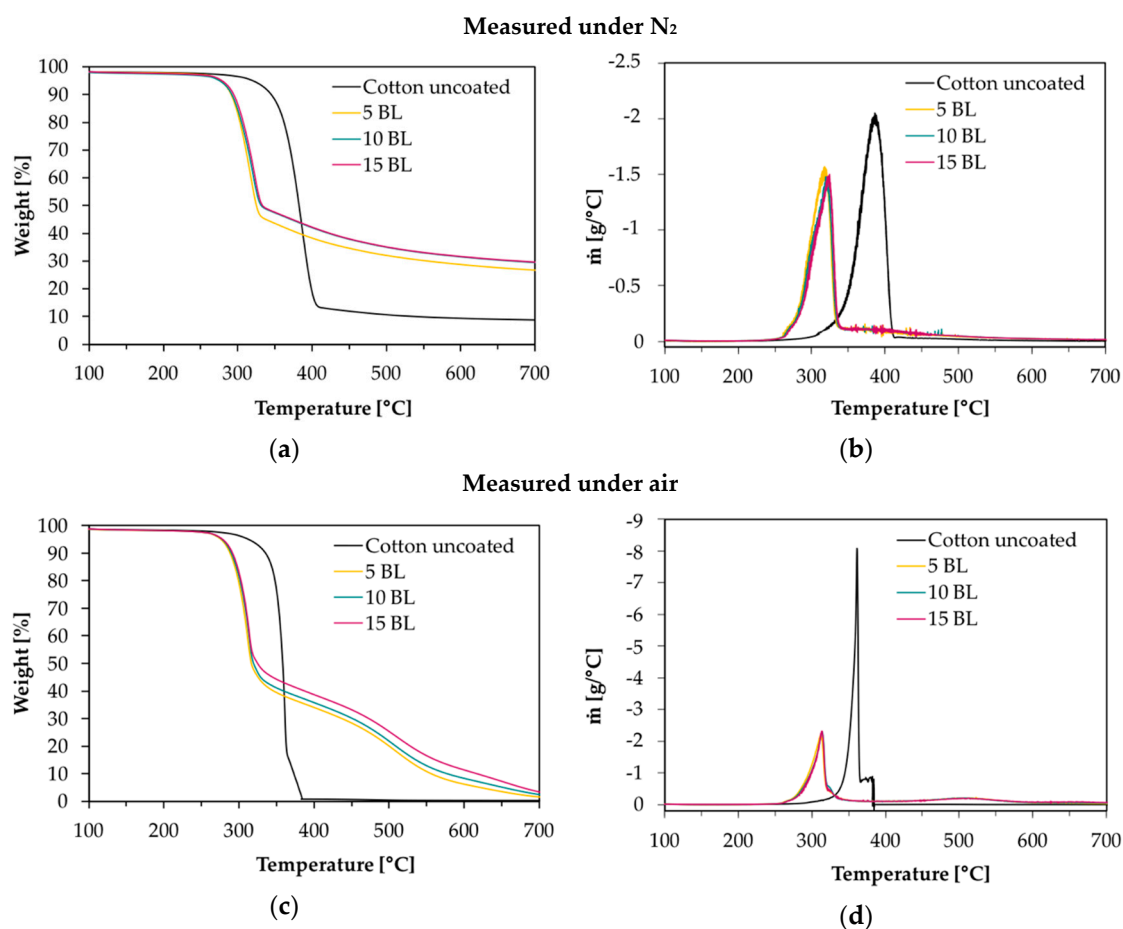 Measured under N₂
100
90
80
70
60
50
40
30
20
10
0
Weight [%]
Cotton uncoated
5 BL
10 BL
15 BL
100 200 300 400 500 600 700
Temperature [°C]
(a)
-2.5
-2
-1.5
-1
-0.5
0
ṁ [g/°C]
Cotton uncoated
5 BL
10 BL
15 BL
100 200 300 400 500 600 700
Temperature [°C]
(b)
Measured under air
100
90
80
70
60
50
40
30
20
10
0
Weight [%]
Cotton uncoated
5 BL
10 BL
15 BL
100 200 300 400 500 600 700
Temperature [°C]
(c)
-9
-8
-7
-6
-5
-4
-3
-2
-1
0
ṁ [g/°C]
Cotton uncoated
5 BL
10 BL
15 BL
100 200 300 400 500 600 700
Temperature [°C]
(d)